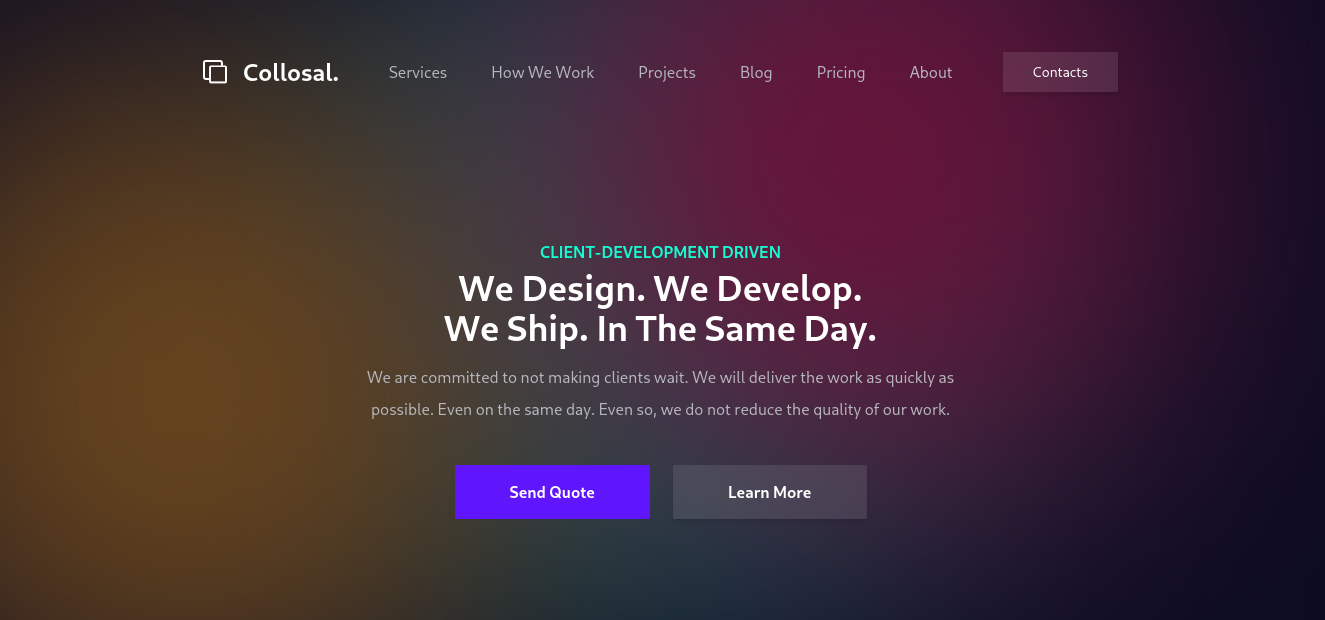 Collosal.
Services
How We Work
Projects
Blog
Pricing
About
Contacts
CLIENT-DEVELOPMENT DRIVEN
We Design. We Develop.
We Ship. In The Same Day.
We are committed to not making clients wait. We will deliver the work as quickly as
possible. Even on the same day. Even so, we do not reduce the quality of our work.
Send Quote
Learn More